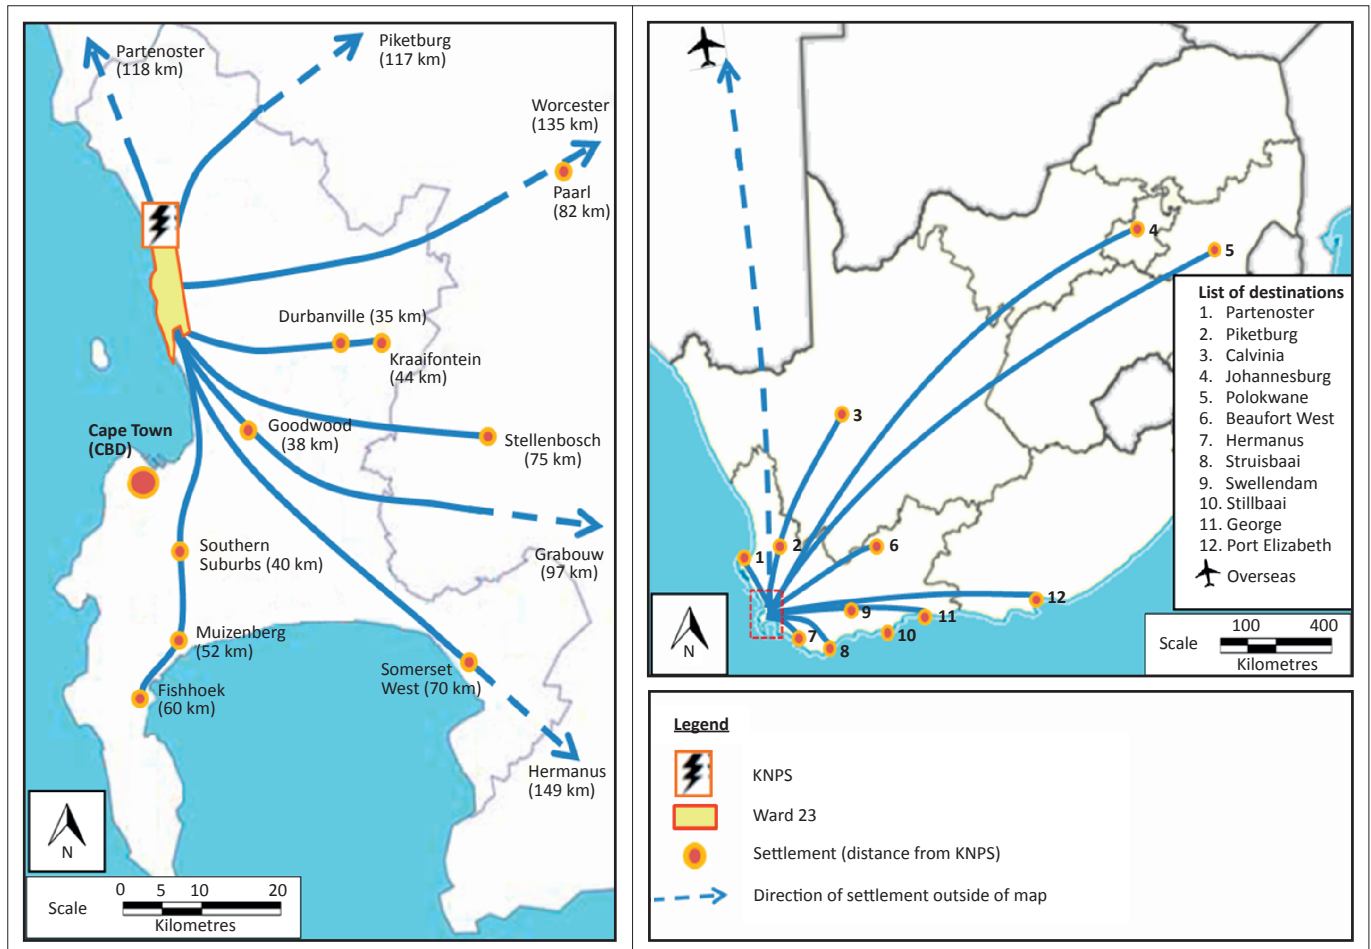 Partenoster
(118 km)
Piketburg
(117 km)
Worcester
(135 km)
Paarl
(82 km)
Durbanville (35 km)
Kraaifontein
(44 km)
Goodwood
(38 km)
Cape Town
(CBD)
Stellenbosch
(75 km)
Southern
Suburbs (40 km)
Grabouw
(97 km)
Muizenberg
(52 km)
Somerset
West (70 km)
Fishhoek
(60 km)
Hermanus
(149 km)
N
Scale
0 5 10 20
Kilometres
4
5
3
2
1
6
12
9
11
10
7
8
List of destinations
1. Partenoster
2. Piketburg
3. Calvinia
4. Johannesburg
5. Polokwane
6. Beaufort West
7. Hermanus
8. Struisbaai
9. Swellendam
10. Stillbaai
11. George
12. Port Elizabeth
Overseas
N
Scale
100 400
Kilometres
Legend
KNPS
Ward 23
Settlement (distance from KNPS)
Direction of settlement outside of map